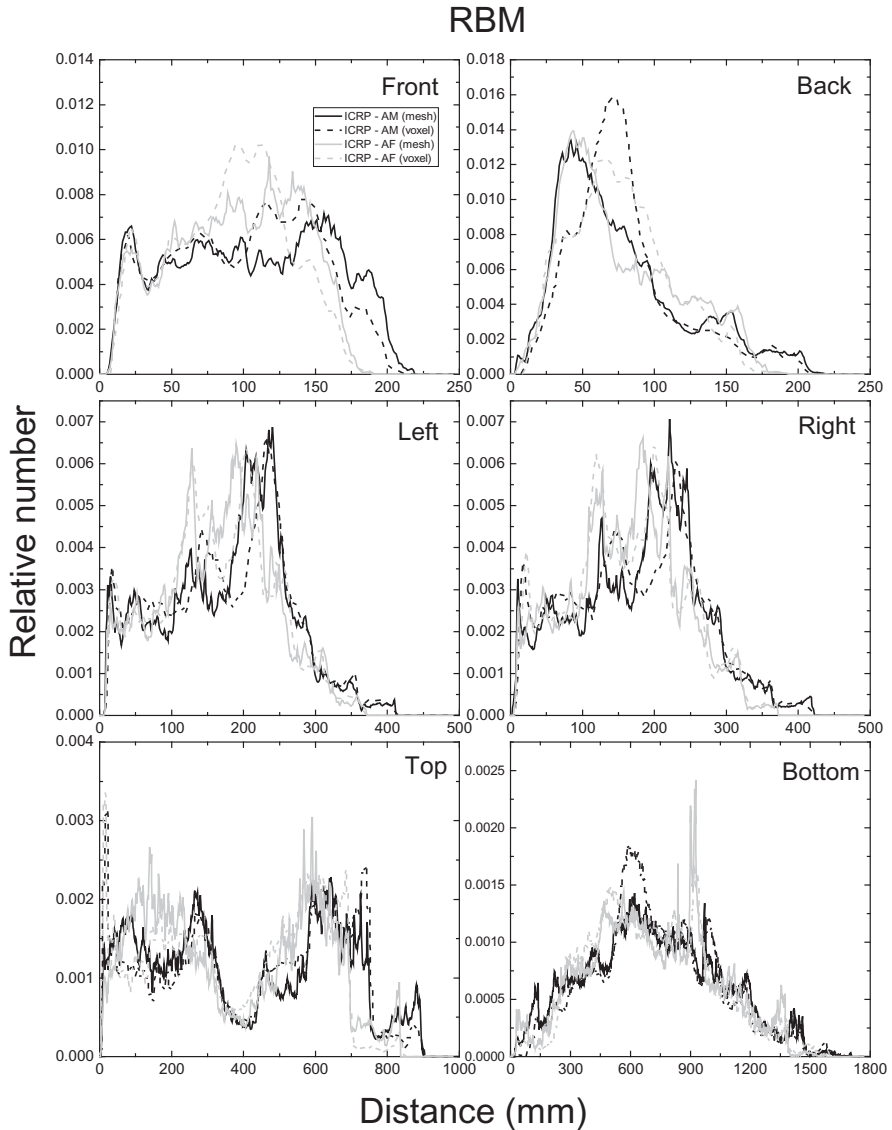 RBM
Front
Back
ICRP - AM (mesh)
ICRP - AM (voxel)
ICRP - AF (mesh)
ICRP - AF (voxel)
0.014
0.012
0.010
0.008
0.006
0.004
0.002
0.000
0 50 100 150 200 250
0.018
0.016
0.014
0.012
0.010
0.008
0.006
0.004
0.002
0.000
0 50 100 150 200 250
Left
Right
0.007
0.006
0.005
0.004
0.003
0.002
0.001
0.000
0 100 200 300 400 500
0.007
0.006
0.005
0.004
0.003
0.002
0.001
0.000
0 100 200 300 400 500
Top
Bottom
0.004
0.003
0.002
0.001
0.000
0 200 400 600 800 1000
0.0025
0.0020
0.0015
0.0010
0.0005
0.0000
0 300 600 900 1200 1500 1800
Relative number
Distance (mm)